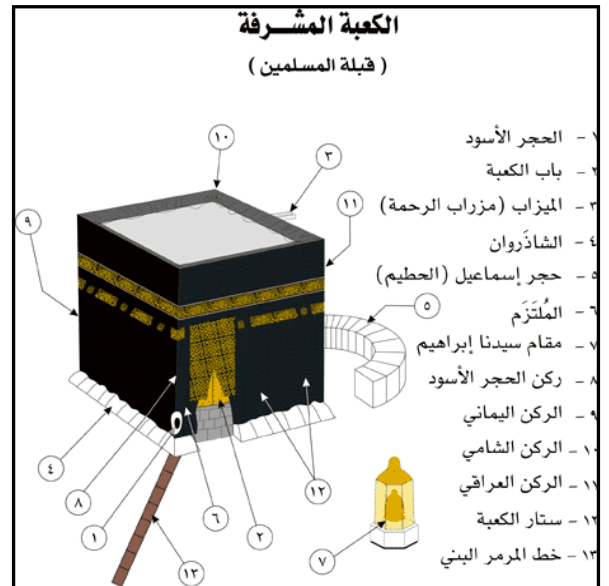 الكعبة المشـــرفة
( قبلة المسلمين )
١ - الحجر الأسود
٢ - باب الكعبة
٣ - الميزاب (مزراب الرحمة)
٤ - الشاذَروان
٥ - حجر إسماعيل (الحطيم)
٦ - المُلتَزَم
٧ - مقام سيدنا إبراهيم
٨ - ركن الحجر الأسود
٩ - الركن اليماني
١٠ - الركن الشامي
١١ - الركن العراقي
١٢ - ستار الكعبة
١٣ - خط المرمر البني
١٠
٣
١١
٩
٥
٤
٨
١
١٣
٦
٢
١٢
٧